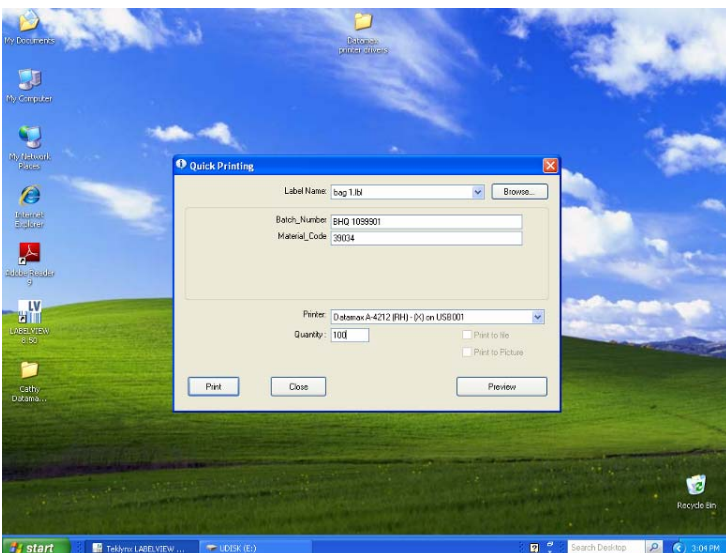 My Documents
Datamax
printer drivers
My Computer
My Network
Places
Internet
Explorer
Adobe Reader
9
LV
LABELVIEW
8.50
Cathy
Datama...
Quick Printing
Label Name: bag 1.lbl Browse...
Batch_Number BHQ 1099901
Material_Code 39034
Printer: Datamax A-4212 (RH) - (X) on USB001
Quantity : 100 Print to file
Print to Picture
Print Close Preview
Recycle Bin
start Teklynx LABELVIEW ... UDISK (E:) Search Desktop 3:04 PM